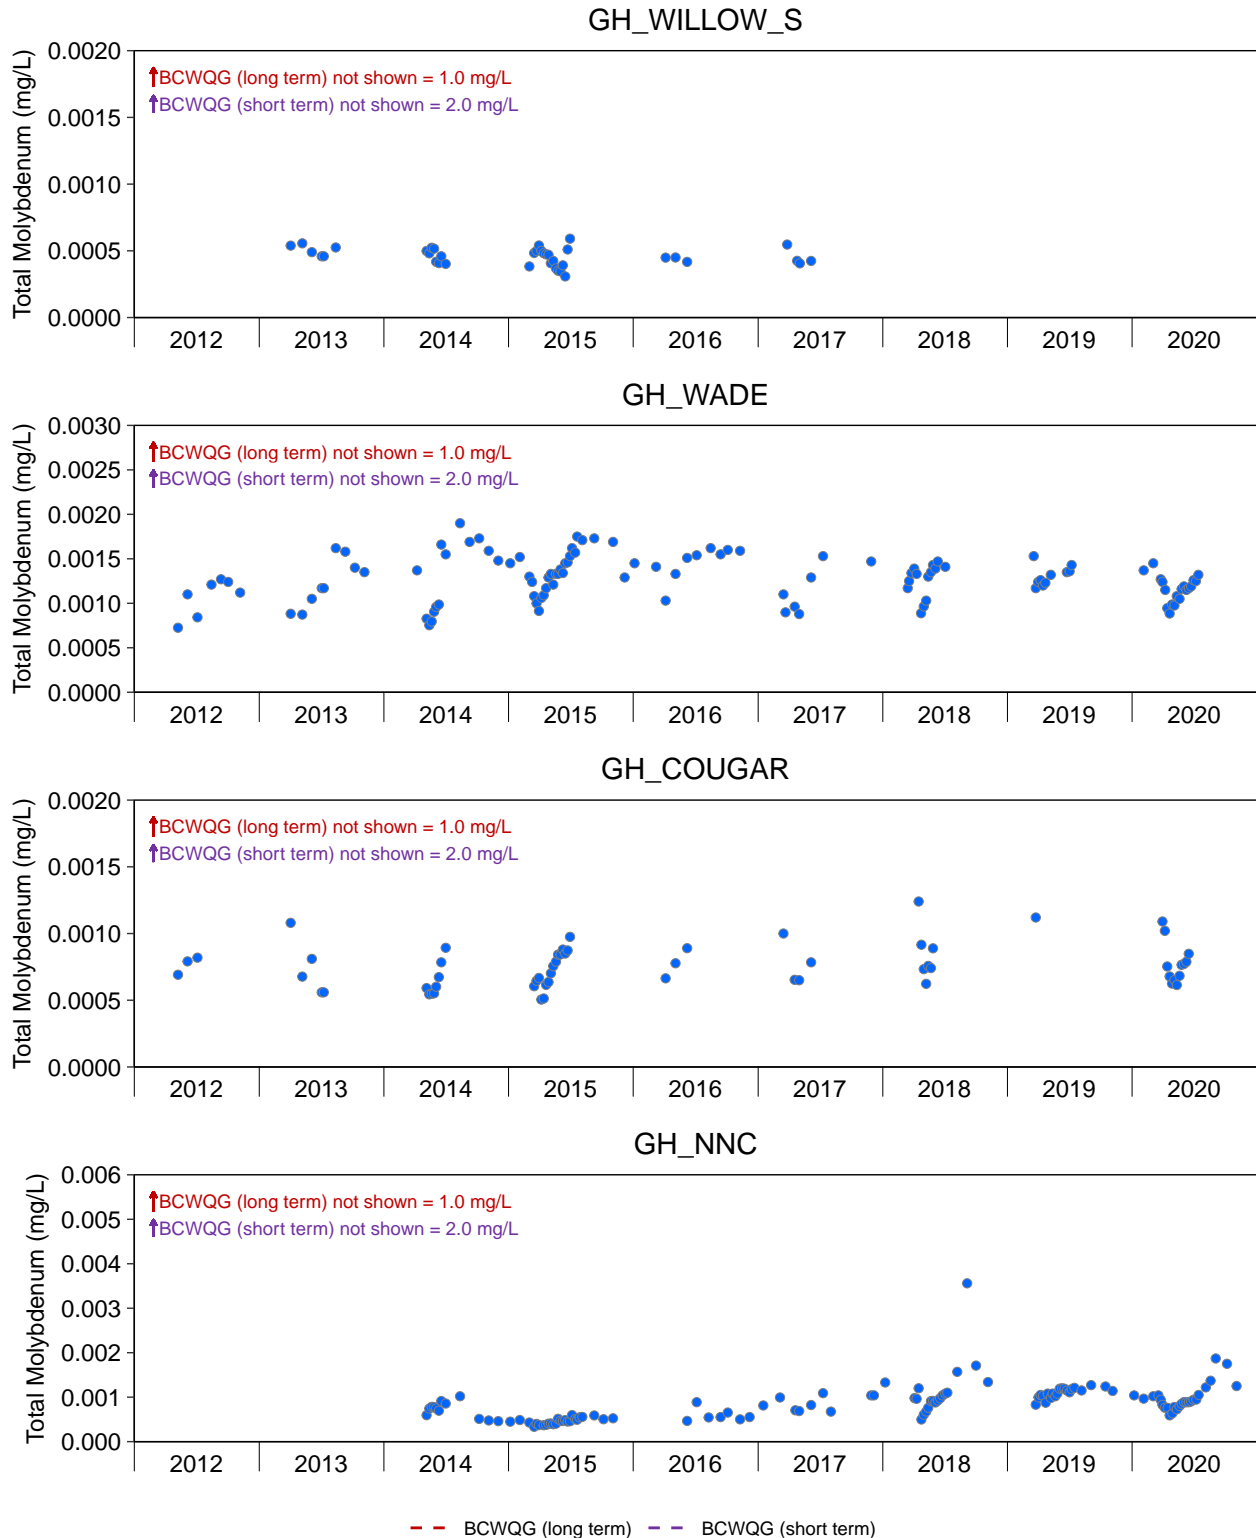 GH_WILLOW_S
Total Molybdenum (mg/L)
0.0020
0.0015
0.0010
0.0005
0.0000
BCWQG (long term) not shown = 1.0 mg/L
BCWQG (short term) not shown = 2.0 mg/L
2012 2013 2014 2015 2016 2017 2018 2019 2020
GH_WADE
Total Molybdenum (mg/L)
0.0030
0.0025
0.0020
0.0015
0.0010
0.0005
0.0000
BCWQG (long term) not shown = 1.0 mg/L
BCWQG (short term) not shown = 2.0 mg/L
2012 2013 2014 2015 2016 2017 2018 2019 2020
GH_COUGAR
Total Molybdenum (mg/L)
0.0020
0.0015
0.0010
0.0005
0.0000
BCWQG (long term) not shown = 1.0 mg/L
BCWQG (short term) not shown = 2.0 mg/L
2012 2013 2014 2015 2016 2017 2018 2019 2020
GH_NNC
Total Molybdenum (mg/L)
0.006
0.005
0.004
0.003
0.002
0.001
0.000
BCWQG (long term) not shown = 1.0 mg/L
BCWQG (short term) not shown = 2.0 mg/L
2012 2013 2014 2015 2016 2017 2018 2019 2020
BCWQG (long term) BCWQG (short term)